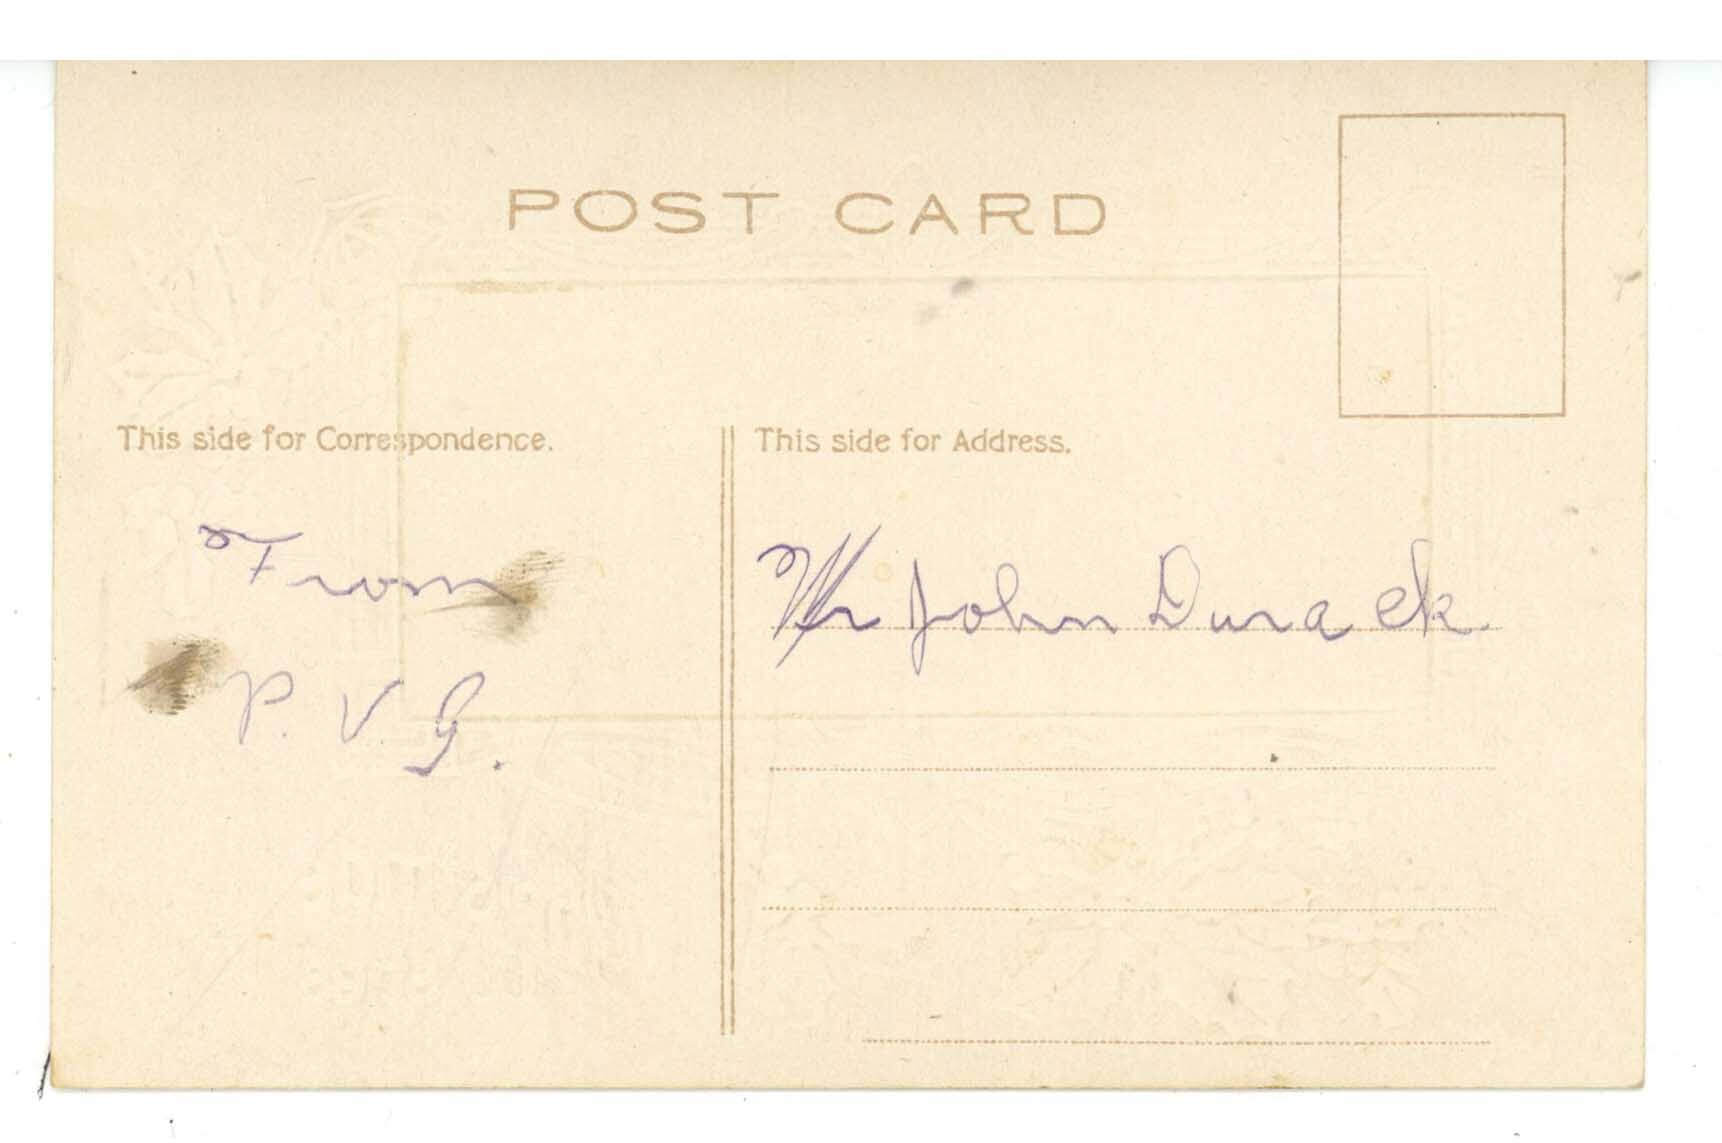 POST CARD
This side for Correspondence.
From
P. V G.
This side for Address.
Mr John Durack